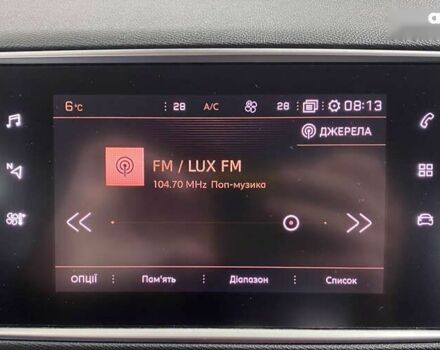 6°C 28 A/C 28 08:13
ДЖЕРЕЛА
FM / LUX FM
104.70 MHz Поп-музика
N
ОПЦІЇ Пам'ять Діапазон Список